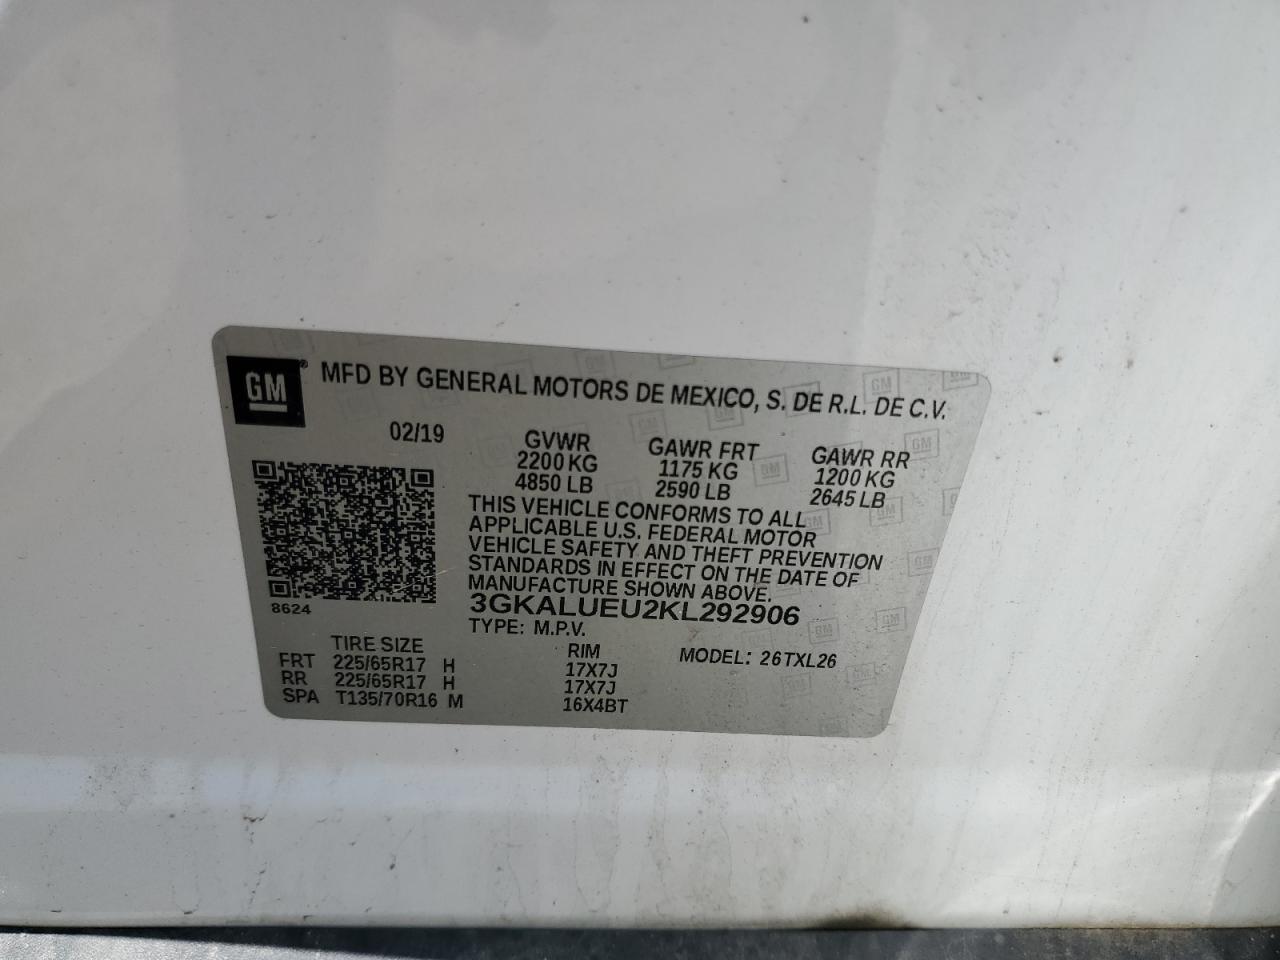 GM MFD BY GENERAL MOTORS DE MEXICO, S. DE R.L. DE C.V.
02/19 GVWR GAWR FRT GAWR RR
2200 KG 1175 KG 1200 KG
4850 LB 2590 LB 2645 LB
THIS VEHICLE CONFORMS TO ALL
APPLICABLE U.S. FEDERAL MOTOR
VEHICLE SAFETY AND THEFT PREVENTION
STANDARDS IN EFFECT ON THE DATE OF
MANUFACTURE SHOWN ABOVE.
8624 3GKALUEU2KL292906
TYPE: M.P.V.
TIRE SIZE RIM MODEL: 26TXL26
FRT 225/65R17 H 17X7J
RR 225/65R17 H 17X7J
SPA T135/70R16 M 16X4BT